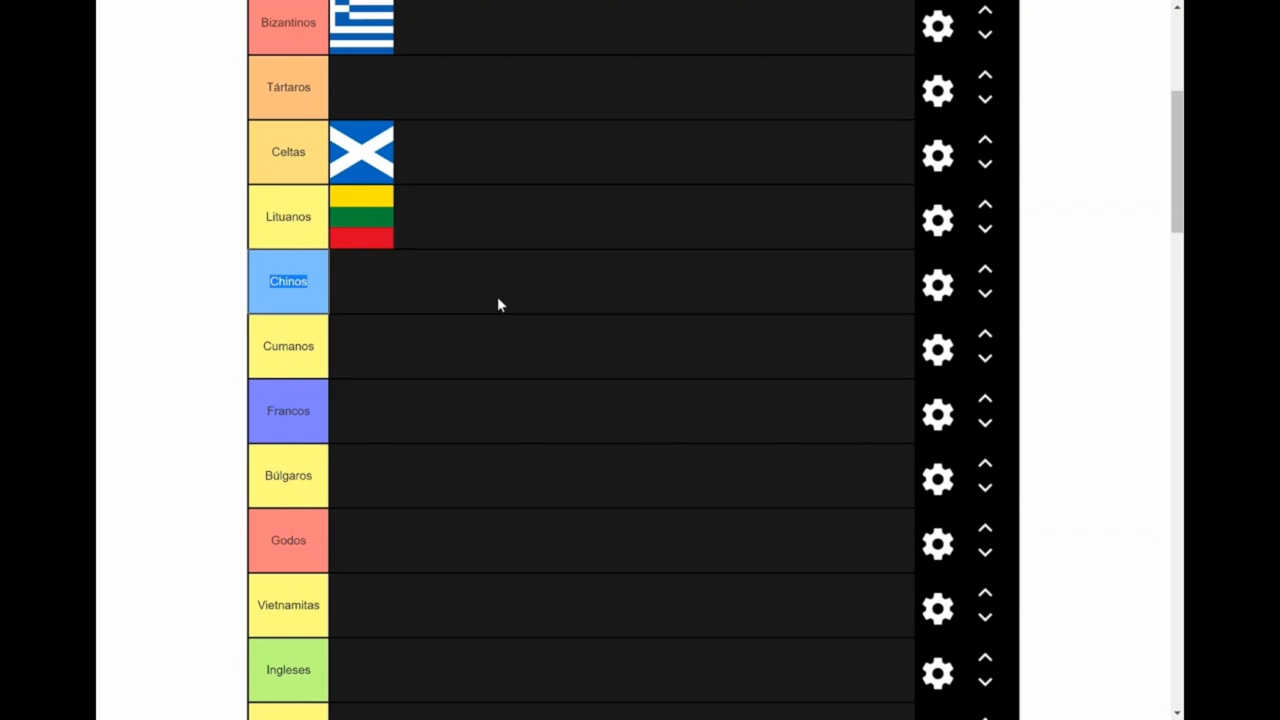 Bizantinos
Tártaros
Celtas
Lituanos
Chinos
Cumanos
Francos
Búlgaros
Godos
Vietnamitas
Ingleses